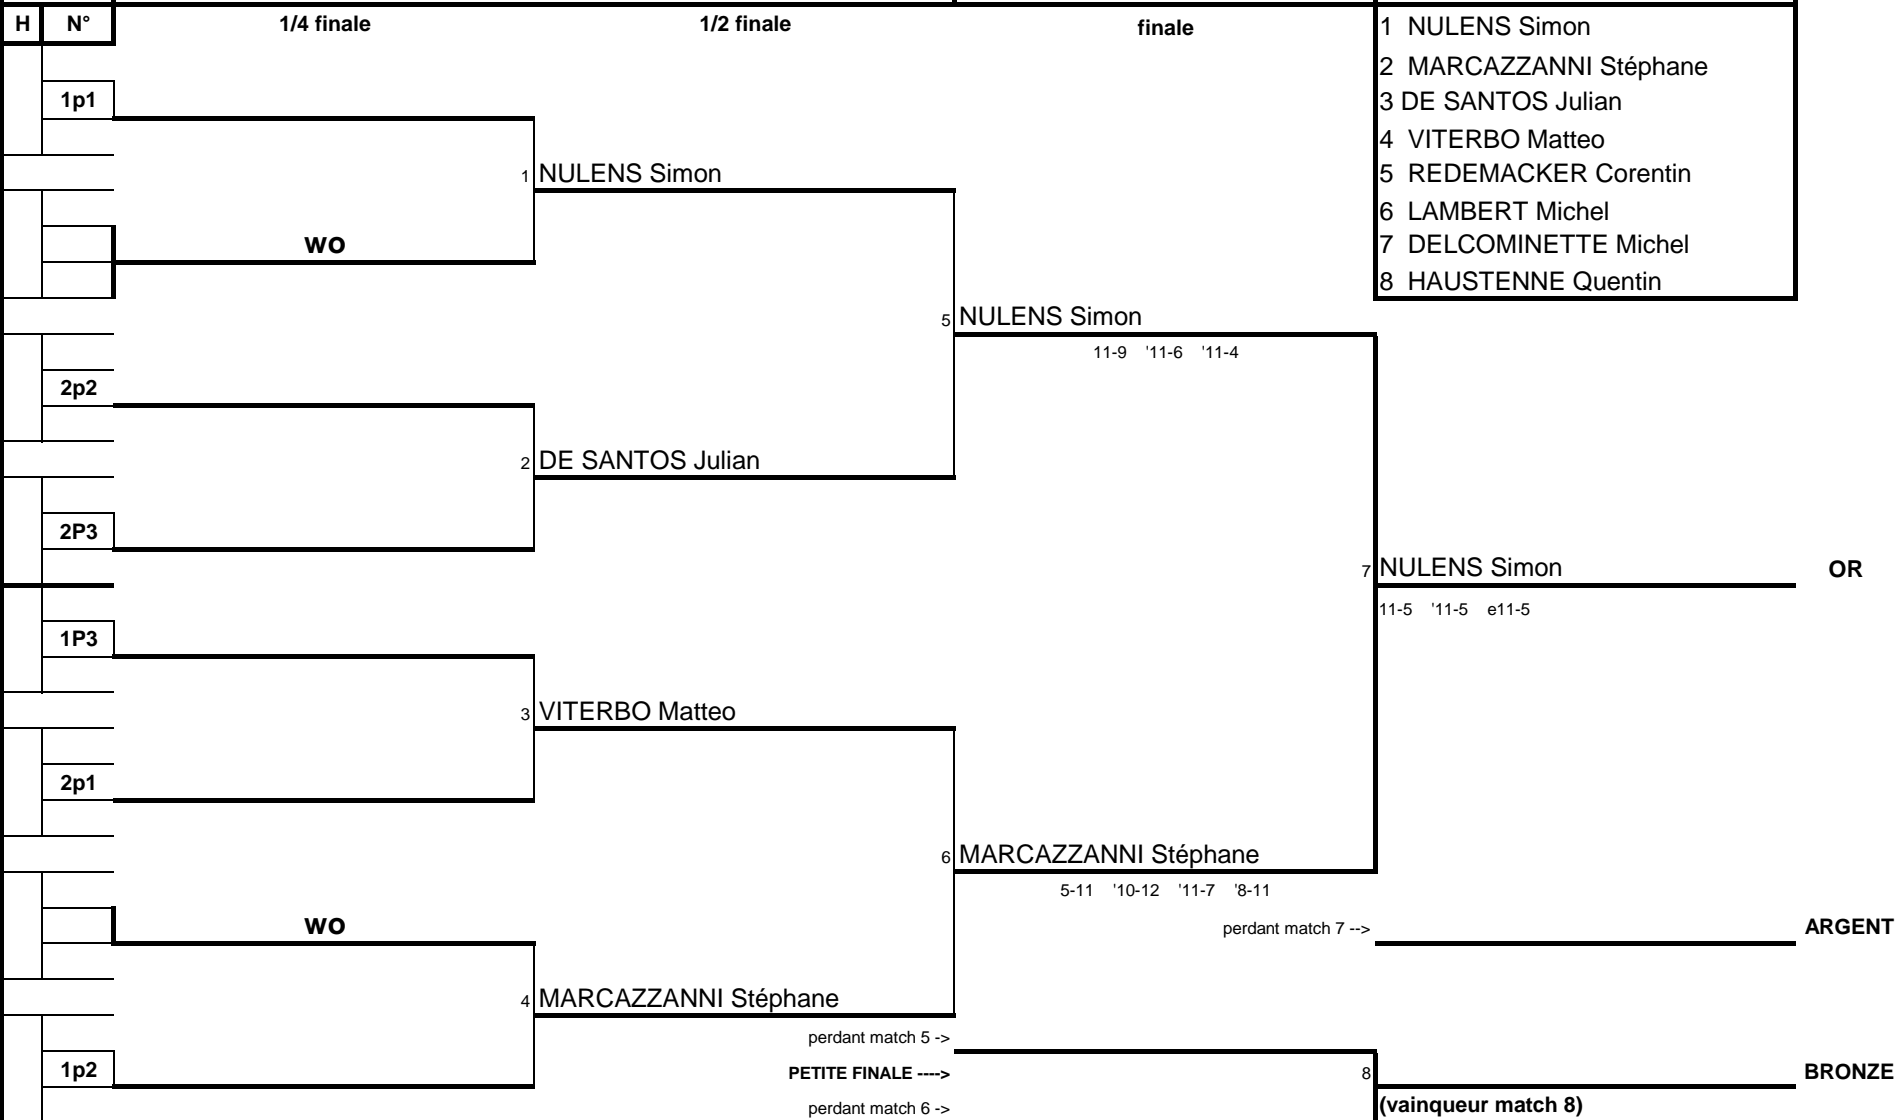 H N° 1/4 finale 1/2 finale finale 1 NULENS Simon
2 MARCAZZANNI Stéphane
1p1 3 DE SANTOS Julian
4 VITERBO Matteo
1 NULENS Simon 5 REDEMACKER Corentin
6 LAMBERT Michel
WO 7 DELCOMINETTE Michel
8 HAUSTENNE Quentin
5 NULENS Simon
11-9 '11-6 '11-4
2p2
2 DE SANTOS Julian
2P3
7 NULENS Simon OR
11-5 '11-5 e11-5
1P3
3 VITERBO Matteo
2p1
6 MARCAZZANNI Stéphane
5-11 '10-12 '11-7 '8-11
WO perdant match 7 --> ARGENT
4 MARCAZZANNI Stéphane
perdant match 5 ->
1p2 PETITE FINALE ----> 8 BRONZE
perdant match 6 -> (vainqueur match 8)